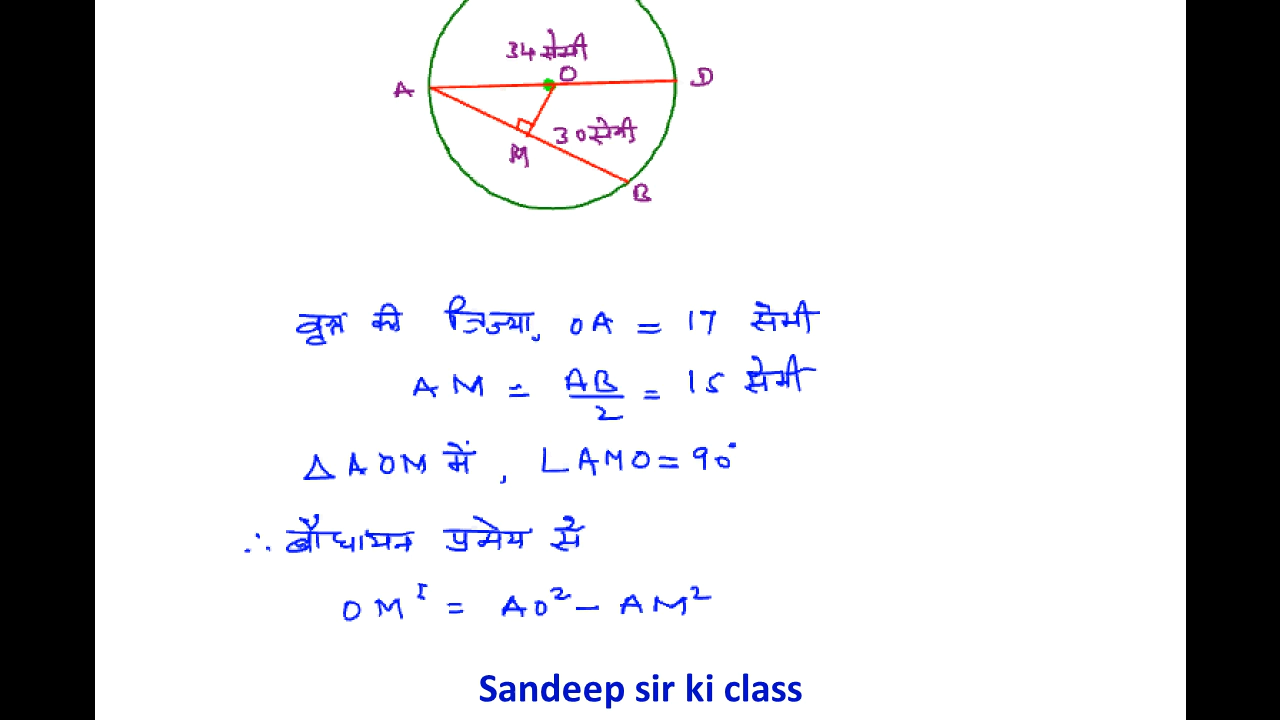 34 सेमी
O
A
D
30 सेमी
M
B
वृत्त की त्रिज्या, OA = 17 सेमी
AM = AB/2 = 15 सेमी
△AOM में, ∠AMO = 90°
∴ बौधायन प्रमेय से
OM² = AO² − AM²
Sandeep sir ki class